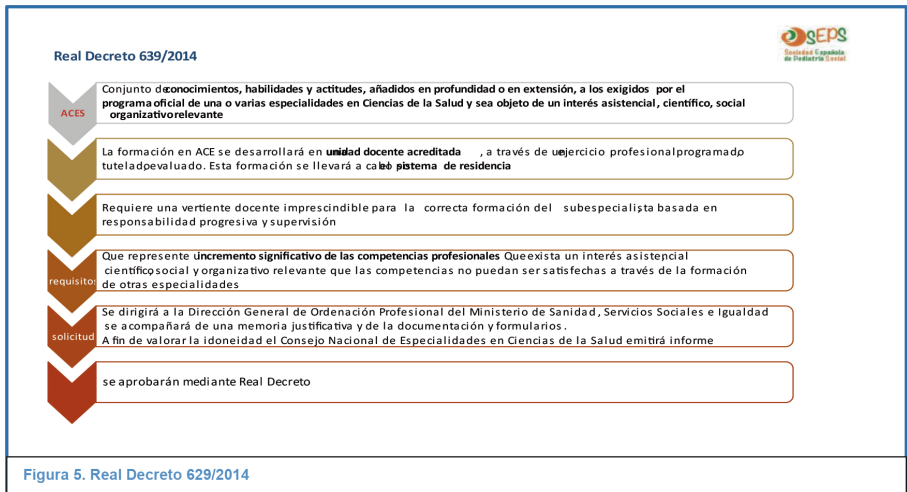 SEPS
Sociedad Española
de Pediatría Social
Real Decreto 639/2014
ACES
Conjunto de conocimientos, habilidades y actitudes, añadidos en profundidad o en extensión, a los exigidos por el
programa oficial de una o varias especialidades en Ciencias de la Salud y sea objeto de un interés asistencial, científico, social
organizativo relevante
La formación en ACE se desarrollará en unidad docente acreditada , a través de un ejercicio profesional programado,
tutelado, evaluado. Esta formación se llevará a cabo por el sistema de residencia
Requiere una vertiente docente imprescindible para la correcta formación del subespecialista, basada en
responsabilidad progresiva y supervisión
requisitos
Que represente un incremento significativo de las competencias profesionales Que exista un interés asistencial,
científico, social y organizativo relevante que las competencias no puedan ser satisfechas a través de la formación
de otras especialidades
solicitud
Se dirigirá a la Dirección General de Ordenación Profesional del Ministerio de Sanidad, Servicios Sociales e Igualdad
se acompañará de una memoria justificativa y de la documentación y formularios.
A fin de valorar la idoneidad el Consejo Nacional de Especialidades en Ciencias de la Salud emitirá informe
se aprobarán mediante Real Decreto
Figura 5. Real Decreto 629/2014